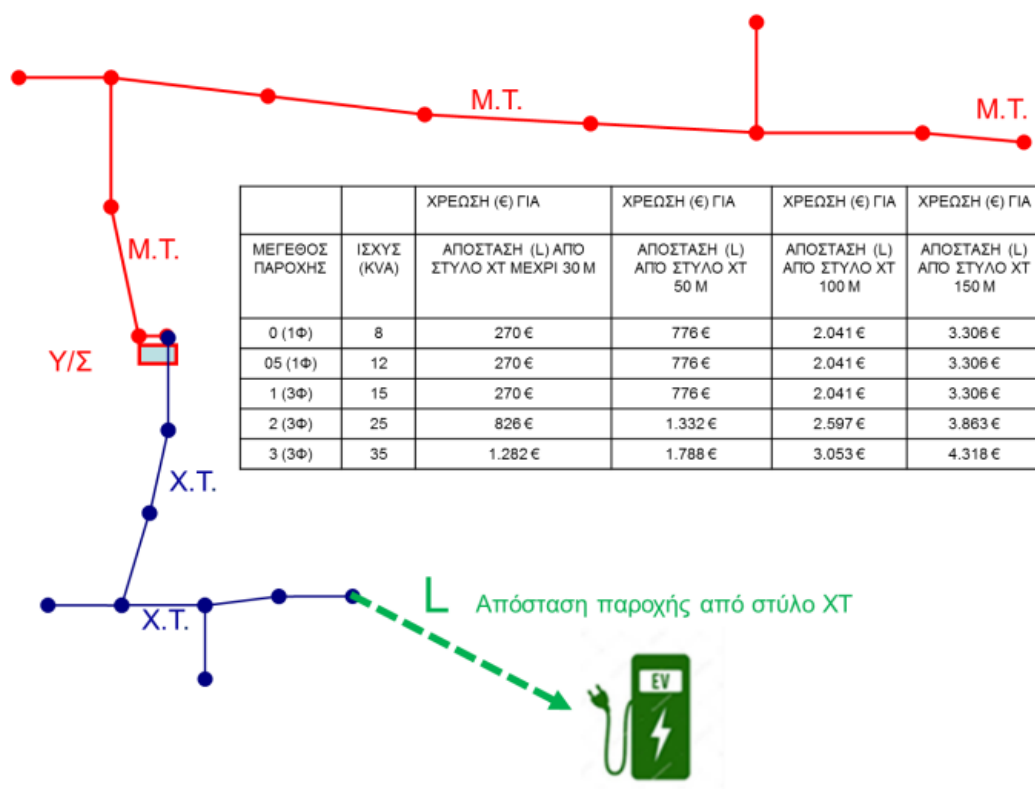 Μ.Τ.
Μ.Τ.
Μ.Τ.
Υ/Σ
Χ.Τ.
Χ.Τ.
ΧΡΕΩΣΗ (€) ΓΙΑ ΧΡΕΩΣΗ (€) ΓΙΑ ΧΡΕΩΣΗ (€) ΓΙΑ ΧΡΕΩΣΗ (€) ΓΙΑ
ΜΕΓΕΘΟΣ ΙΣΧΥΣ ΑΠΟΣΤΑΣΗ (L) ΑΠΟ ΑΠΟΣΤΑΣΗ (L) ΑΠΟΣΤΑΣΗ (L) ΑΠΟΣΤΑΣΗ (L)
ΠΑΡΟΧΗΣ (KVA) ΣΤΥΛΟ ΧΤ ΜΕΧΡΙ 30 Μ ΑΠΟ ΣΤΥΛΟ ΧΤ ΑΠΟ ΣΤΥΛΟ ΧΤ ΑΠΟ ΣΤΥΛΟ ΧΤ
50 Μ 100 Μ 150 Μ
0 (1Φ) 8 270 € 776 € 2.041 € 3.306 €
05 (1Φ) 12 270 € 776 € 2.041 € 3.306 €
1 (3Φ) 15 270 € 776 € 2.041 € 3.306 €
2 (3Φ) 25 826 € 1.332 € 2.597 € 3.863 €
3 (3Φ) 35 1.282 € 1.788 € 3.053 € 4.318 €
L Απόσταση παροχής από στύλο ΧΤ
EV